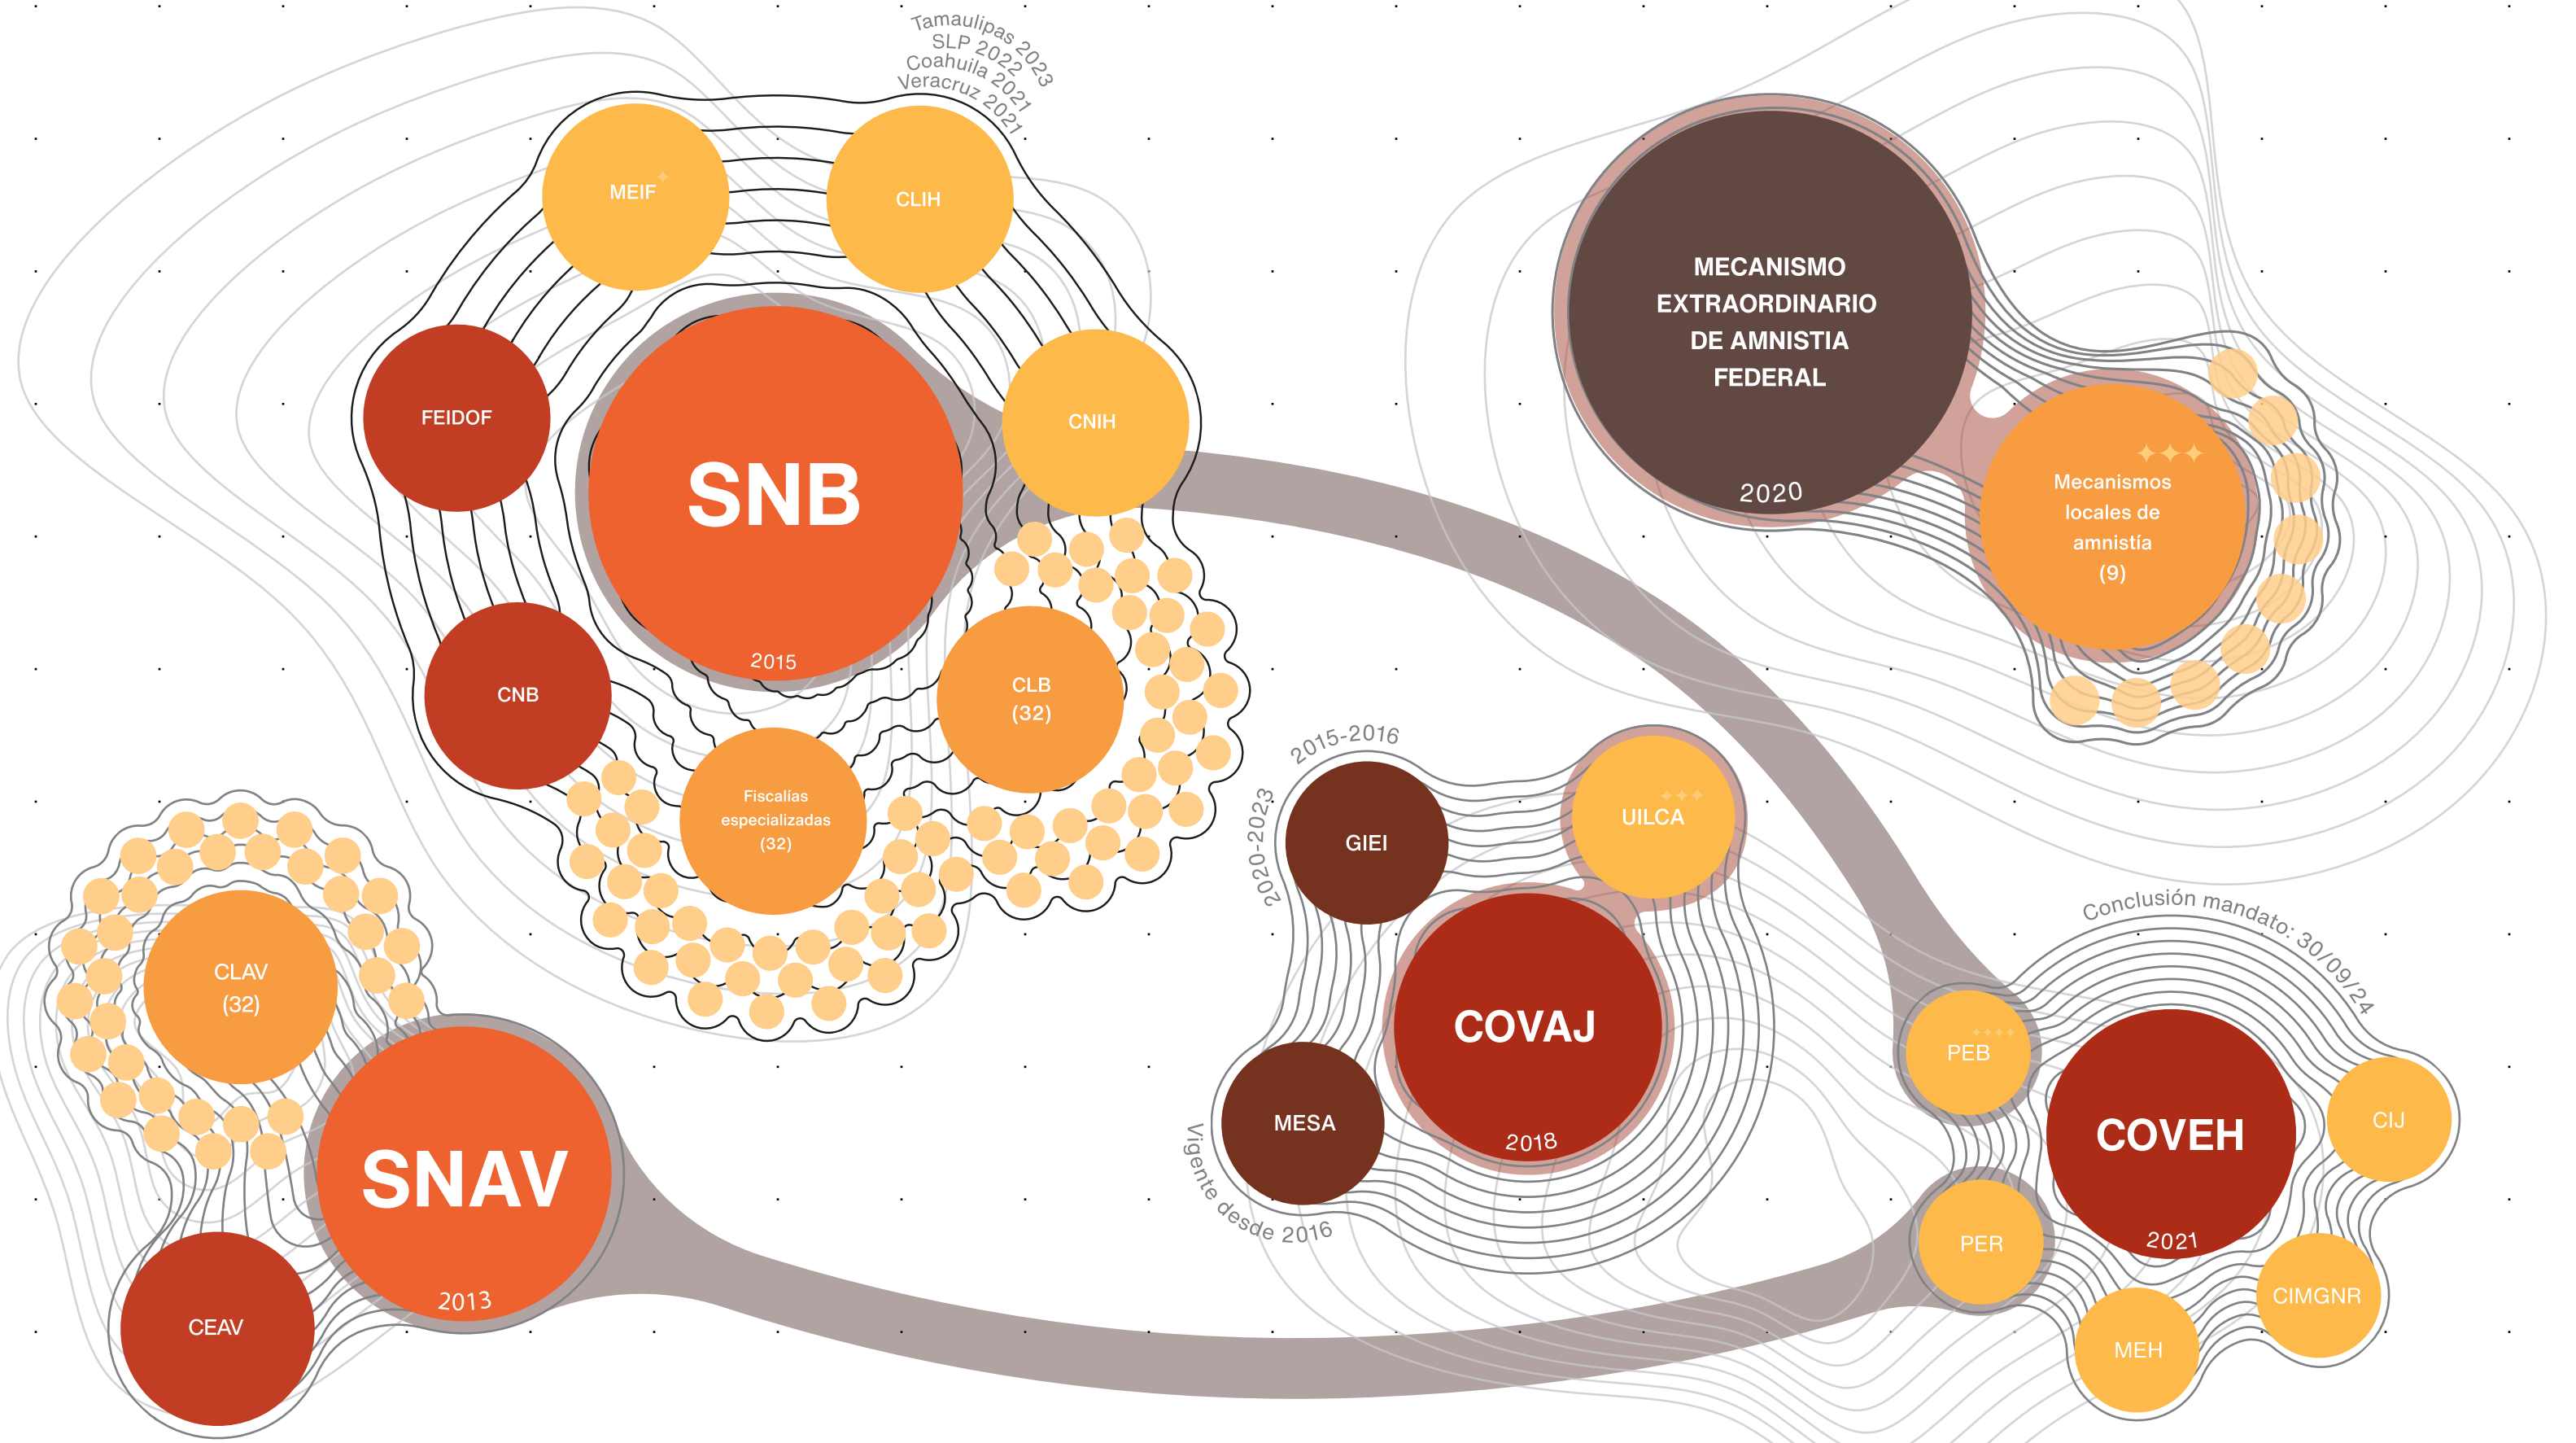 Tamaulipas 2023
SLP 2022
Coahuila 2021
Veracruz 2021
MEIF
CLIH
FEIDOF
CNIH
SNB
2015
CNB
CLB
(32)
Fiscalías
especializadas
(32)
MECANISMO
EXTRAORDINARIO
DE AMNISTIA
FEDERAL
2020
Mecanismos
locales de
amnistía
(9)
CLAV
(32)
SNAV
2013
CEAV
2015-2016
2020-2023
GIEI
UILCA
COVAJ
2018
MESA
Vigente desde 2016
Conclusión mandato: 30/09/24
PEB
COVEH
2021
CIJ
PER
CIMGNR
MEH